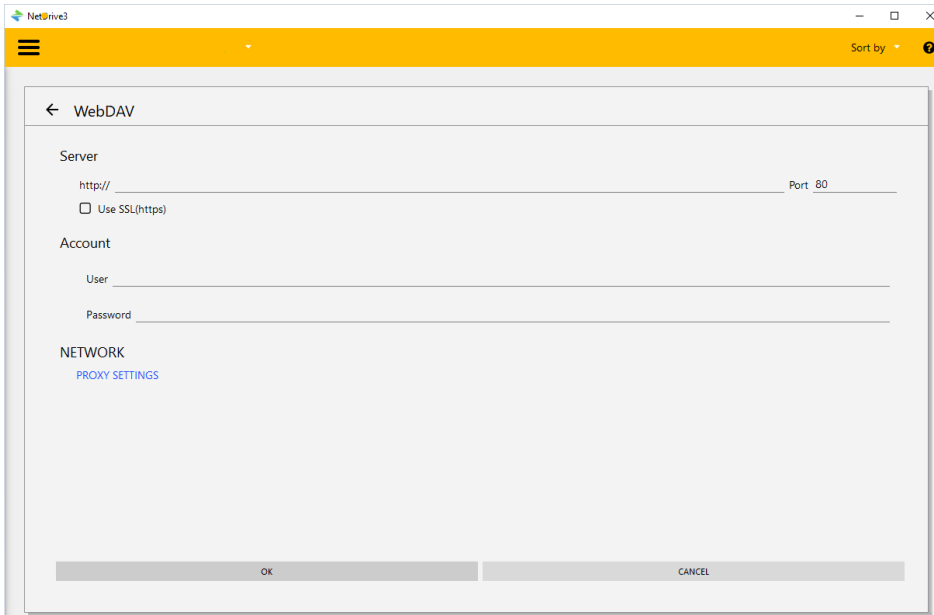 NetDrive3
Sort by
WebDAV
Server
http:// Port 80
Use SSL(https)
Account
User
Password
NETWORK
PROXY SETTINGS
OK CANCEL